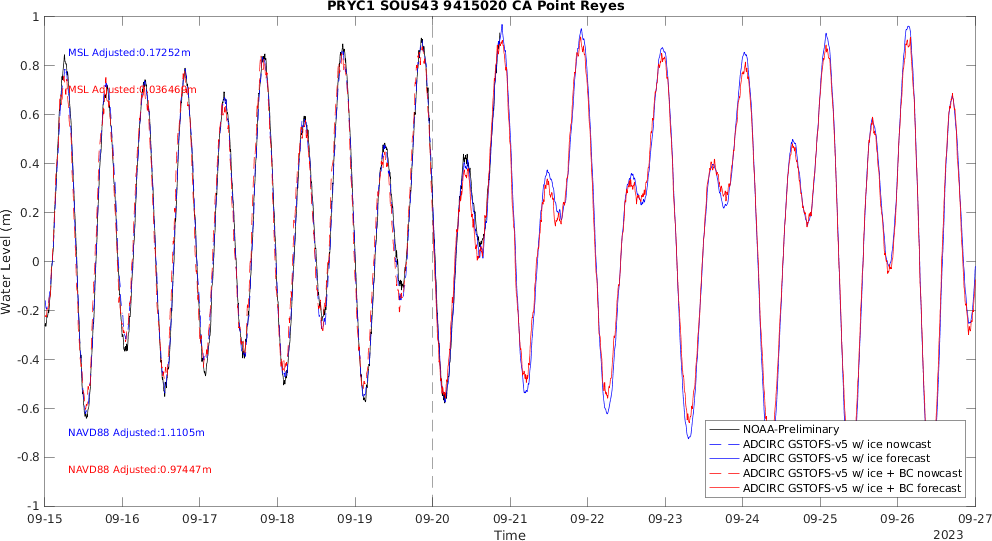 PRYC1 SOUS43 9415020 CA Point Reyes
Water Level (m)
1
0.8
0.6
0.4
0.2
0
-0.2
-0.4
-0.6
-0.8
-1
MSL Adjusted:0.17252m
MSL Adjusted:0.036469m
NAVD88 Adjusted:1.1105m
NAVD88 Adjusted:0.97447m
NOAA-Preliminary
ADCIRC GSTOFS-v5 w/ ice nowcast
ADCIRC GSTOFS-v5 w/ ice forecast
ADCIRC GSTOFS-v5 w/ ice + BC nowcast
ADCIRC GSTOFS-v5 w/ ice + BC forecast
09-15 09-16 09-17 09-18 09-19 09-20 09-21 09-22 09-23 09-24 09-25 09-26 09-27
Time
2023